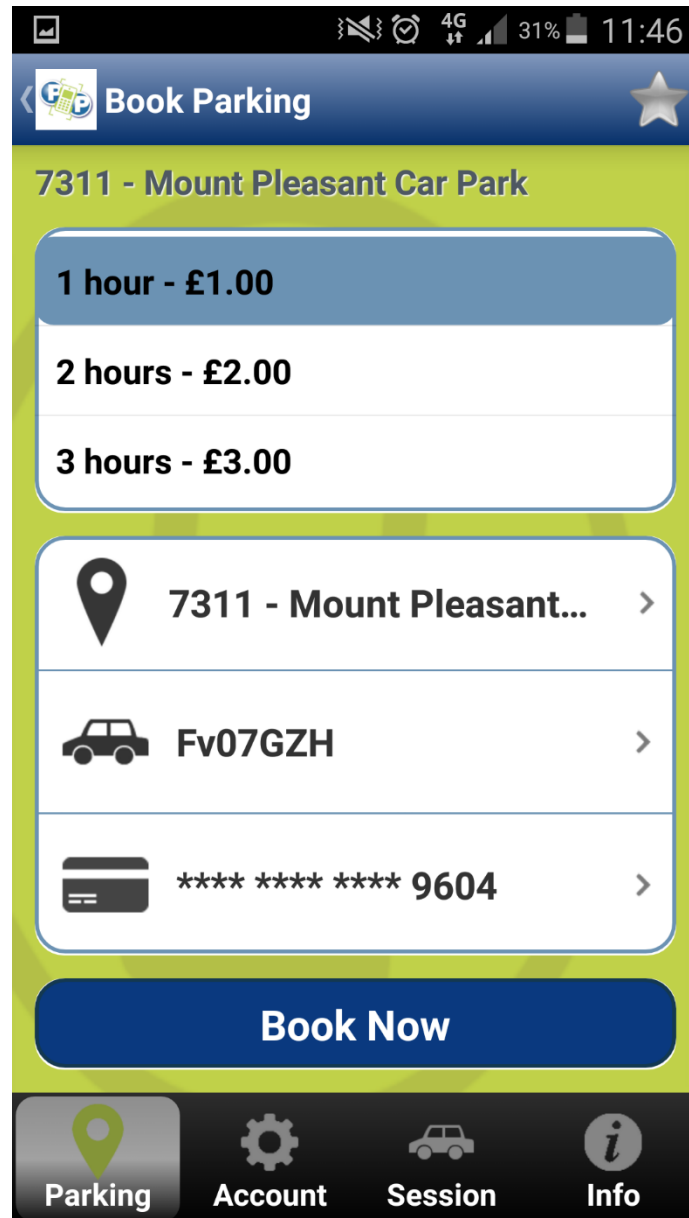 4G 31% 11:46
Book Parking
7311 - Mount Pleasant Car Park
1 hour - £1.00
2 hours - £2.00
3 hours - £3.00
7311 - Mount Pleasant...
Fv07GZH
**** **** **** 9604
Book Now
Parking Account Session Info